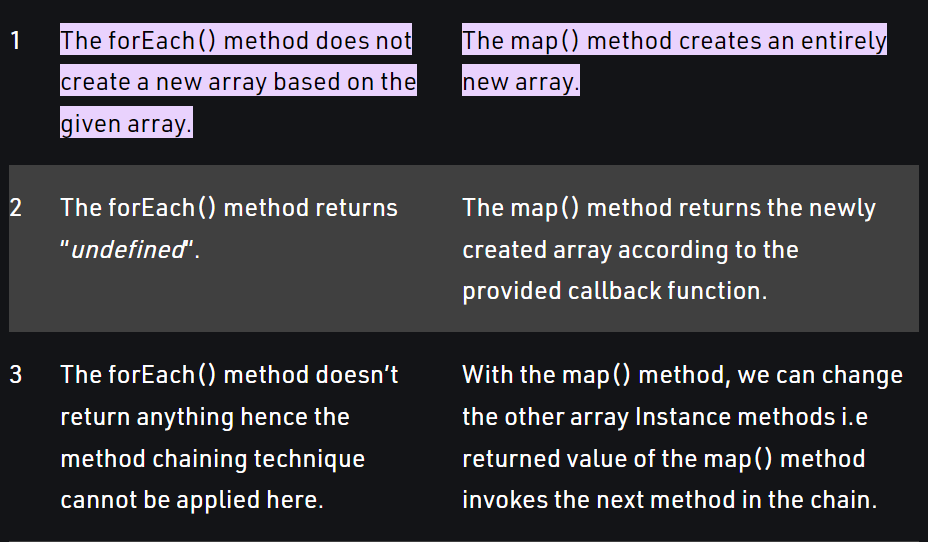 1 The forEach() method does not The map() method creates an entirely
create a new array based on the new array.
given array.
2 The forEach() method returns The map() method returns the newly
“undefined”. created array according to the
provided callback function.
3 The forEach() method doesn’t With the map() method, we can change
return anything hence the the other array Instance methods i.e
method chaining technique returned value of the map() method
cannot be applied here. invokes the next method in the chain.